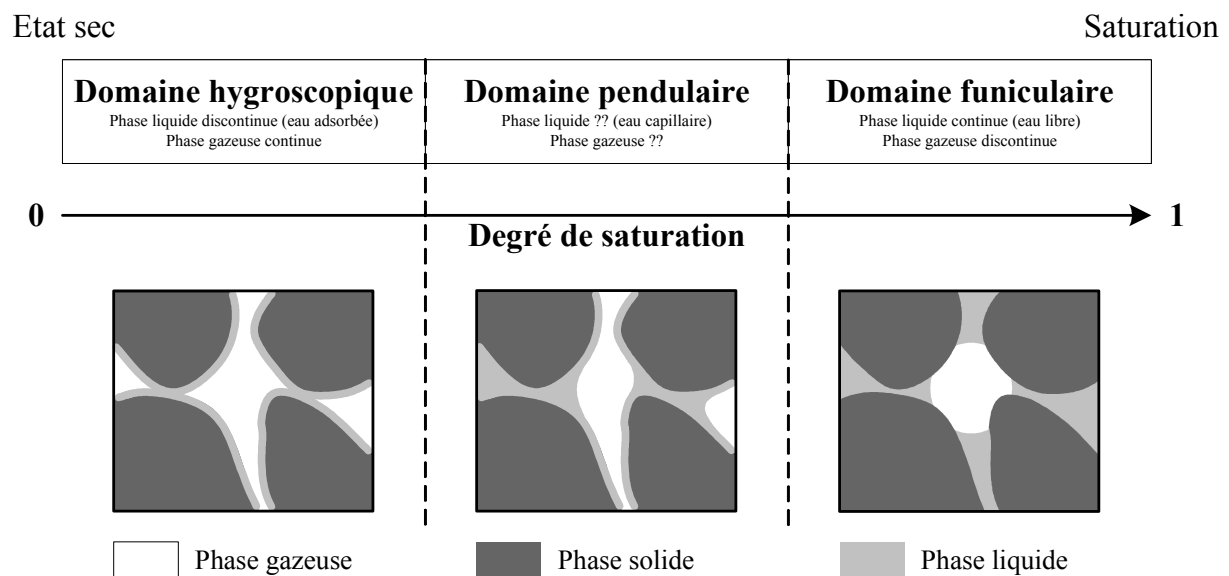 Etat sec
Saturation
Domaine hygroscopique
Phase liquide discontinue (eau adsorbée)
Phase gazeuse continue
Domaine pendulaire
Phase liquide ?? (eau capillaire)
Phase gazeuse ??
Domaine funiculaire
Phase liquide continue (eau libre)
Phase gazeuse discontinue
0
1
Degré de saturation
Phase gazeuse
Phase solide
Phase liquide